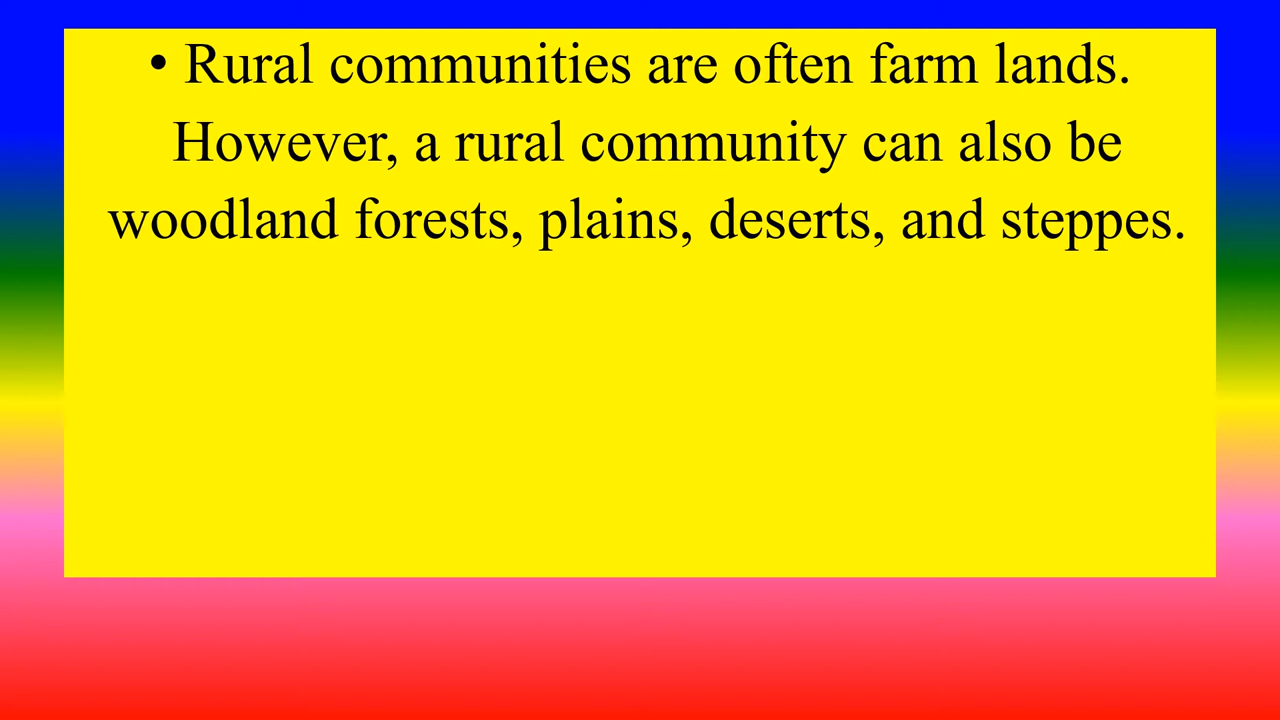 • Rural communities are often farm lands.
However, a rural community can also be
woodland forests, plains, deserts, and steppes.